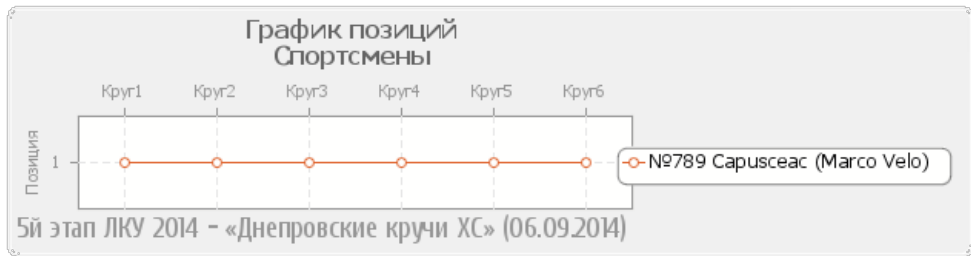 График позиций
Спортсмены
Круг1 Круг2 Круг3 Круг4 Круг5 Круг6
Позиция
1
№789 Capusceac (Marco Velo)
5й этап ЛКУ 2014 - «Днепровские кручи XC» (06.09.2014)